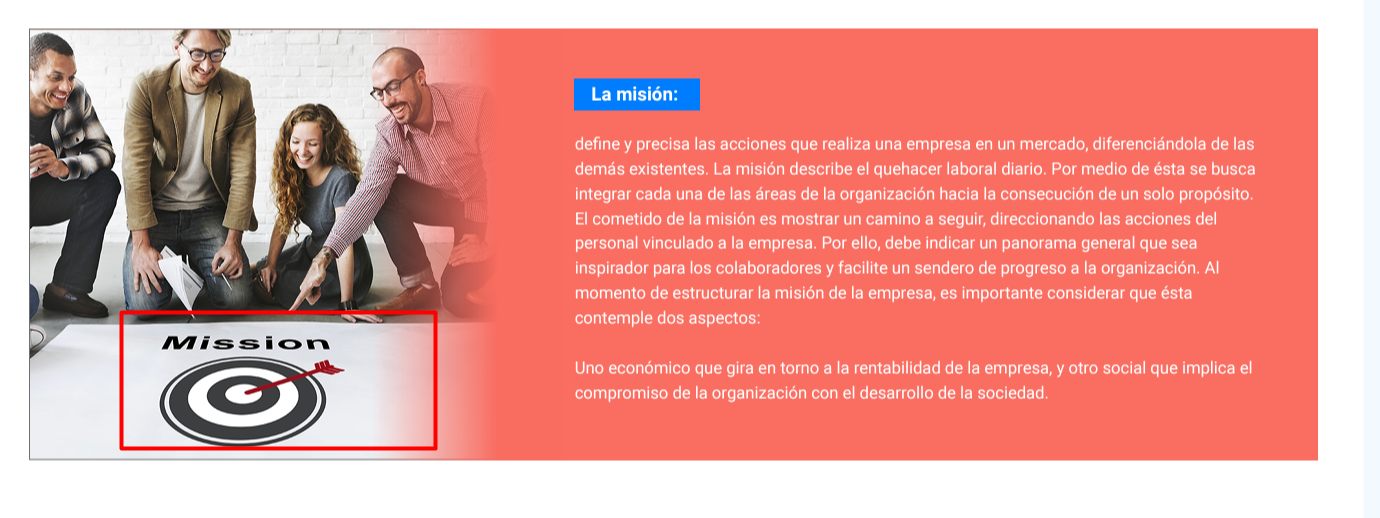 La misión:
define y precisa las acciones que realiza una empresa en un mercado, diferenciándola de las
demás existentes. La misión describe el quehacer laboral diario. Por medio de ésta se busca
integrar cada una de las áreas de la organización hacia la consecución de un solo propósito.
El cometido de la misión es mostrar un camino a seguir, direccionando las acciones del
personal vinculado a la empresa. Por ello, debe indicar un panorama general que sea
inspirador para los colaboradores y facilite un sendero de progreso a la organización. Al
momento de estructurar la misión de la empresa, es importante considerar que ésta
contemple dos aspectos:
Uno económico que gira en torno a la rentabilidad de la empresa, y otro social que implica el
compromiso de la organización con el desarrollo de la sociedad.
Mission